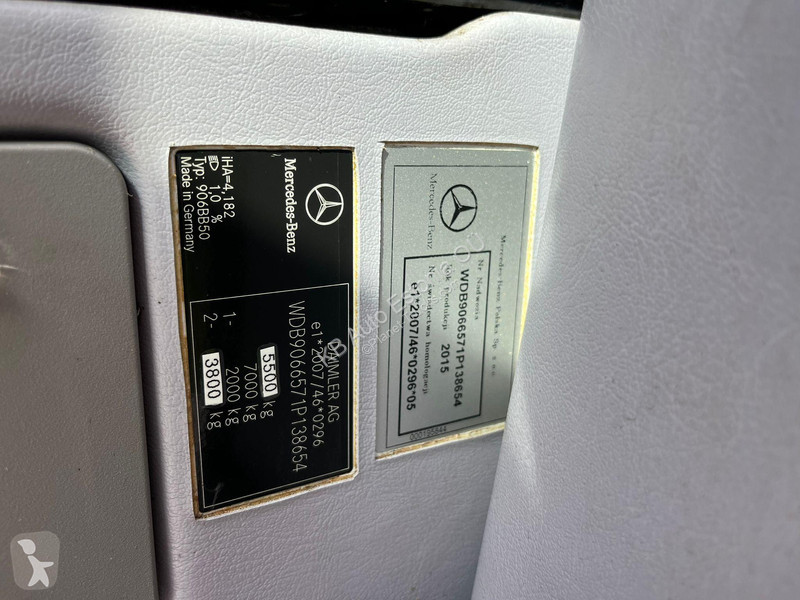 Mercedes-Benz
iHA=4,182
1,0 %
Typ: 906BB50
Made in Germany
DAIMLER AG
e1*2007/46*0296
WDB9066571P138654
5500 kg
7000 kg
1- 2000 kg
2- 3800 kg
Mercedes-Benz Polska Sp. z o.o.
Mercedes-Benz
Nr Nadwozia
WDB9066571P138654
Rok produkcji 2015
Nr świadectwa homologacji
e1*2007/46*0296*05
000125844